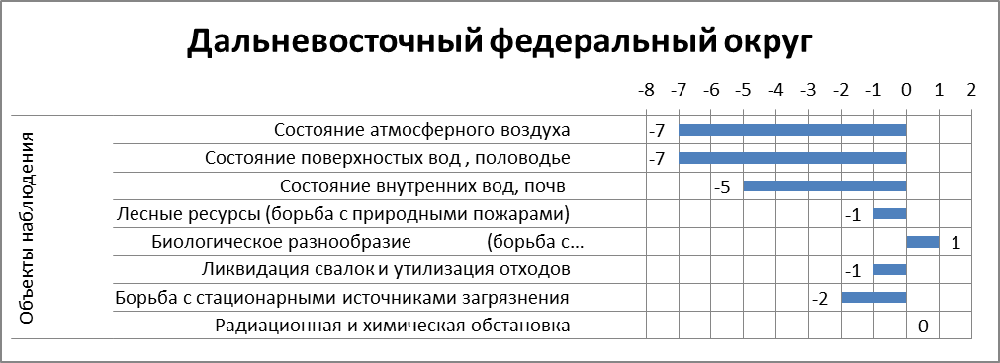 Дальневосточный федеральный округ
-8 -7 -6 -5 -4 -3 -2 -1 0 1 2
Объекты наблюдения
Состояние атмосферного воздуха -7
Состояние поверхностых вод , половодье -7
Состояние внутренних вод, почв -5
Лесные ресурсы (борьба с природными пожарами) -1
Биологическое разнообразие (борьба с... 1
Ликвидация свалок и утилизация отходов -1
Борьба с стационарными источниками загрязнения -2
Радиационная и химическая обстановка 0